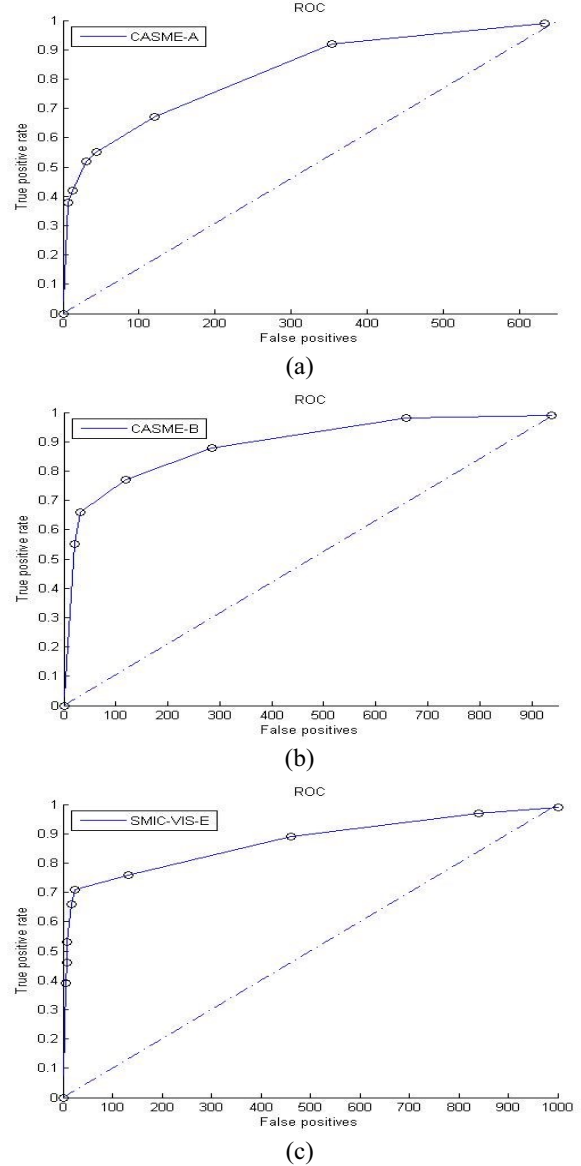 ROC
CASME-A
1
0.9
0.8
0.7
0.6
0.5
0.4
0.3
0.2
0.1
0
True positive rate
0 100 200 300 400 500 600
False positives
(a)
ROC
CASME-B
1
0.9
0.8
0.7
0.6
0.5
0.4
0.3
0.2
0.1
0
True positive rate
0 100 200 300 400 500 600 700 800 900
False positives
(b)
ROC
SMIC-VIS-E
1
0.9
0.8
0.7
0.6
0.5
0.4
0.3
0.2
0.1
0
True positive rate
0 100 200 300 400 500 600 700 800 900 1000
False positives
(c)